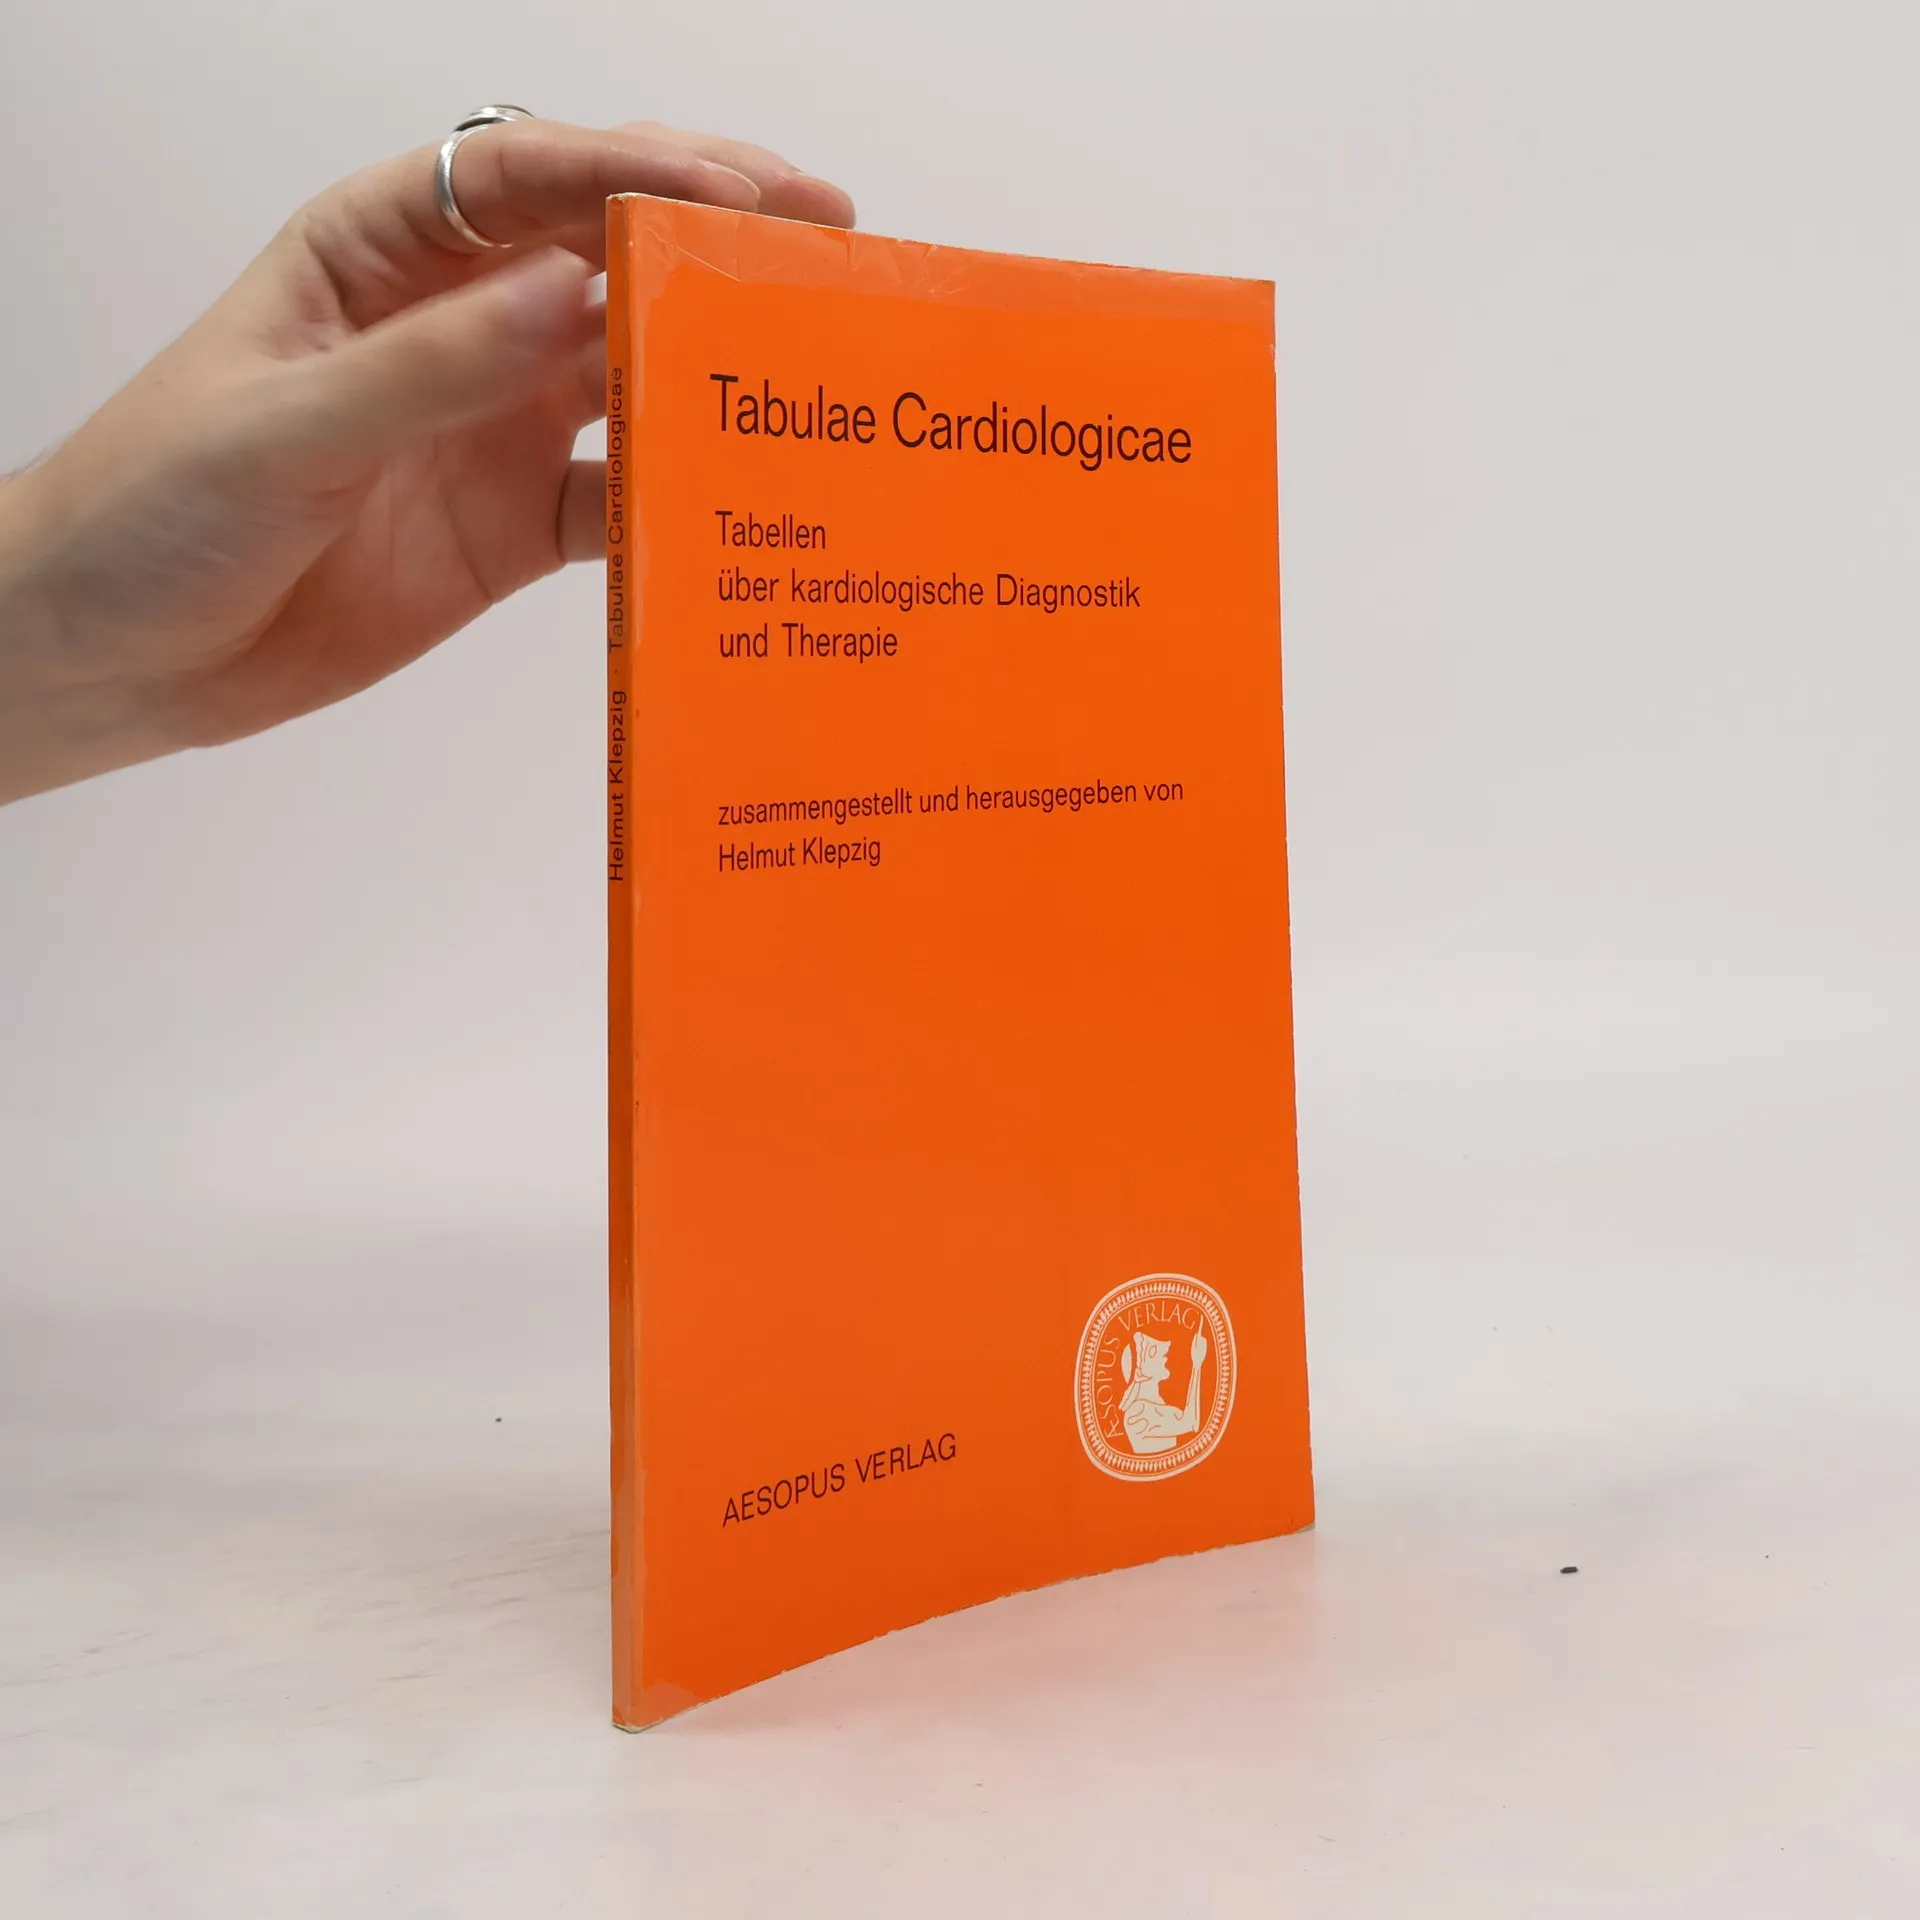 Helmut Klepzig · Tabulae Cardiologicae
Tabulae Cardiologicae
Tabellen
über kardiologische Diagnostik
und Therapie
zusammengestellt und herausgegeben von
Helmut Klepzig
AESOPUS VERLAG
ÆSOPUS VERLAG